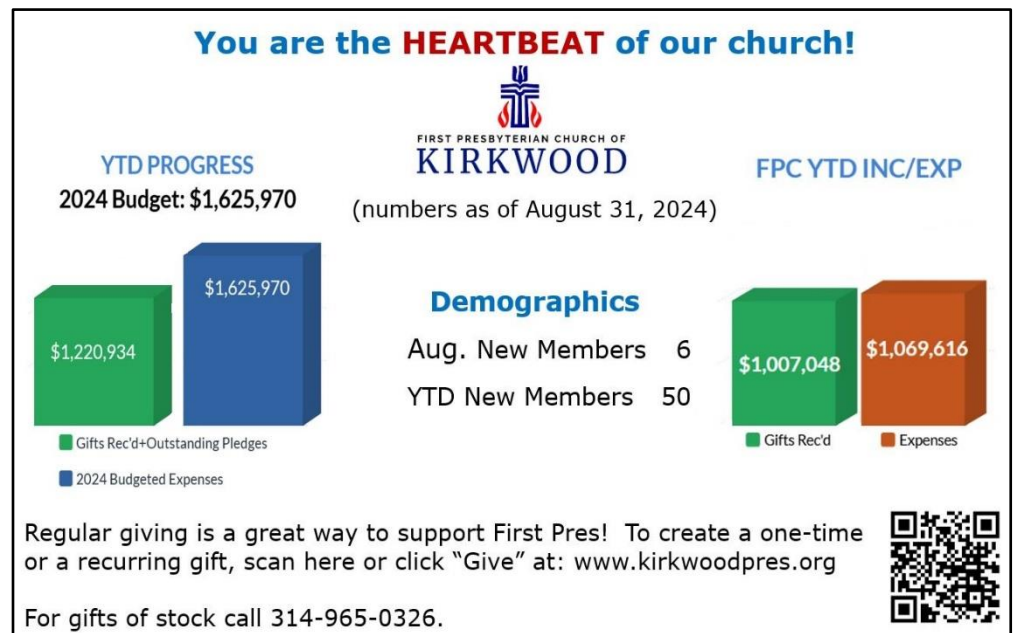 You are the HEARTBEAT of our church!
FIRST PRESBYTERIAN CHURCH OF
KIRKWOOD
(numbers as of August 31, 2024)
YTD PROGRESS
2024 Budget: $1,625,970
$1,220,934
$1,625,970
Gifts Rec'd+Outstanding Pledges
2024 Budgeted Expenses
Demographics
Aug. New Members 6
YTD New Members 50
FPC YTD INC/EXP
$1,007,048
$1,069,616
Gifts Rec'd
Expenses
Regular giving is a great way to support First Pres! To create a one-time
or a recurring gift, scan here or click “Give” at: www.kirkwoodpres.org
For gifts of stock call 314-965-0326.